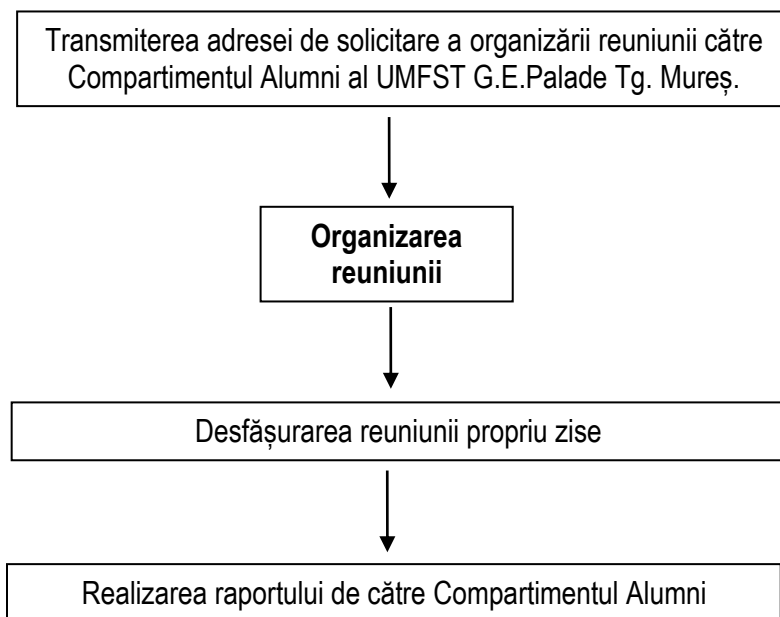 Transmiterea adresei de solicitare a organizării reuniunii către
Compartimentul Alumni al UMFST G.E.Palade Tg. Mureș.
Organizarea
reuniunii
Desfășurarea reuniunii propriu zise
Realizarea raportului de către Compartimentul Alumni